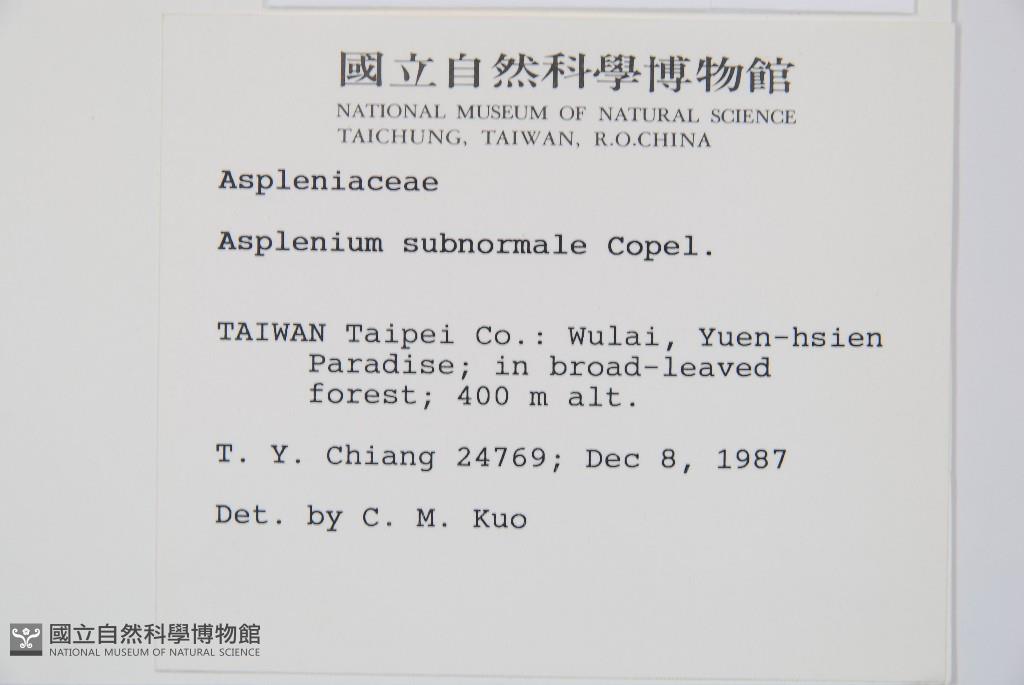 國立自然科學博物館
NATIONAL MUSEUM OF NATURAL SCIENCE
TAICHUNG, TAIWAN, R.O.CHINA
Aspleniaceae
Asplenium subnormale Copel.
TAIWAN Taipei Co.: Wulai, Yuen-hsien
Paradise; in broad-leaved
forest; 400 m alt.
T. Y. Chiang 24769; Dec 8, 1987
Det. by C. M. Kuo
國立自然科學博物館
NATIONAL MUSEUM OF NATURAL SCIENCE